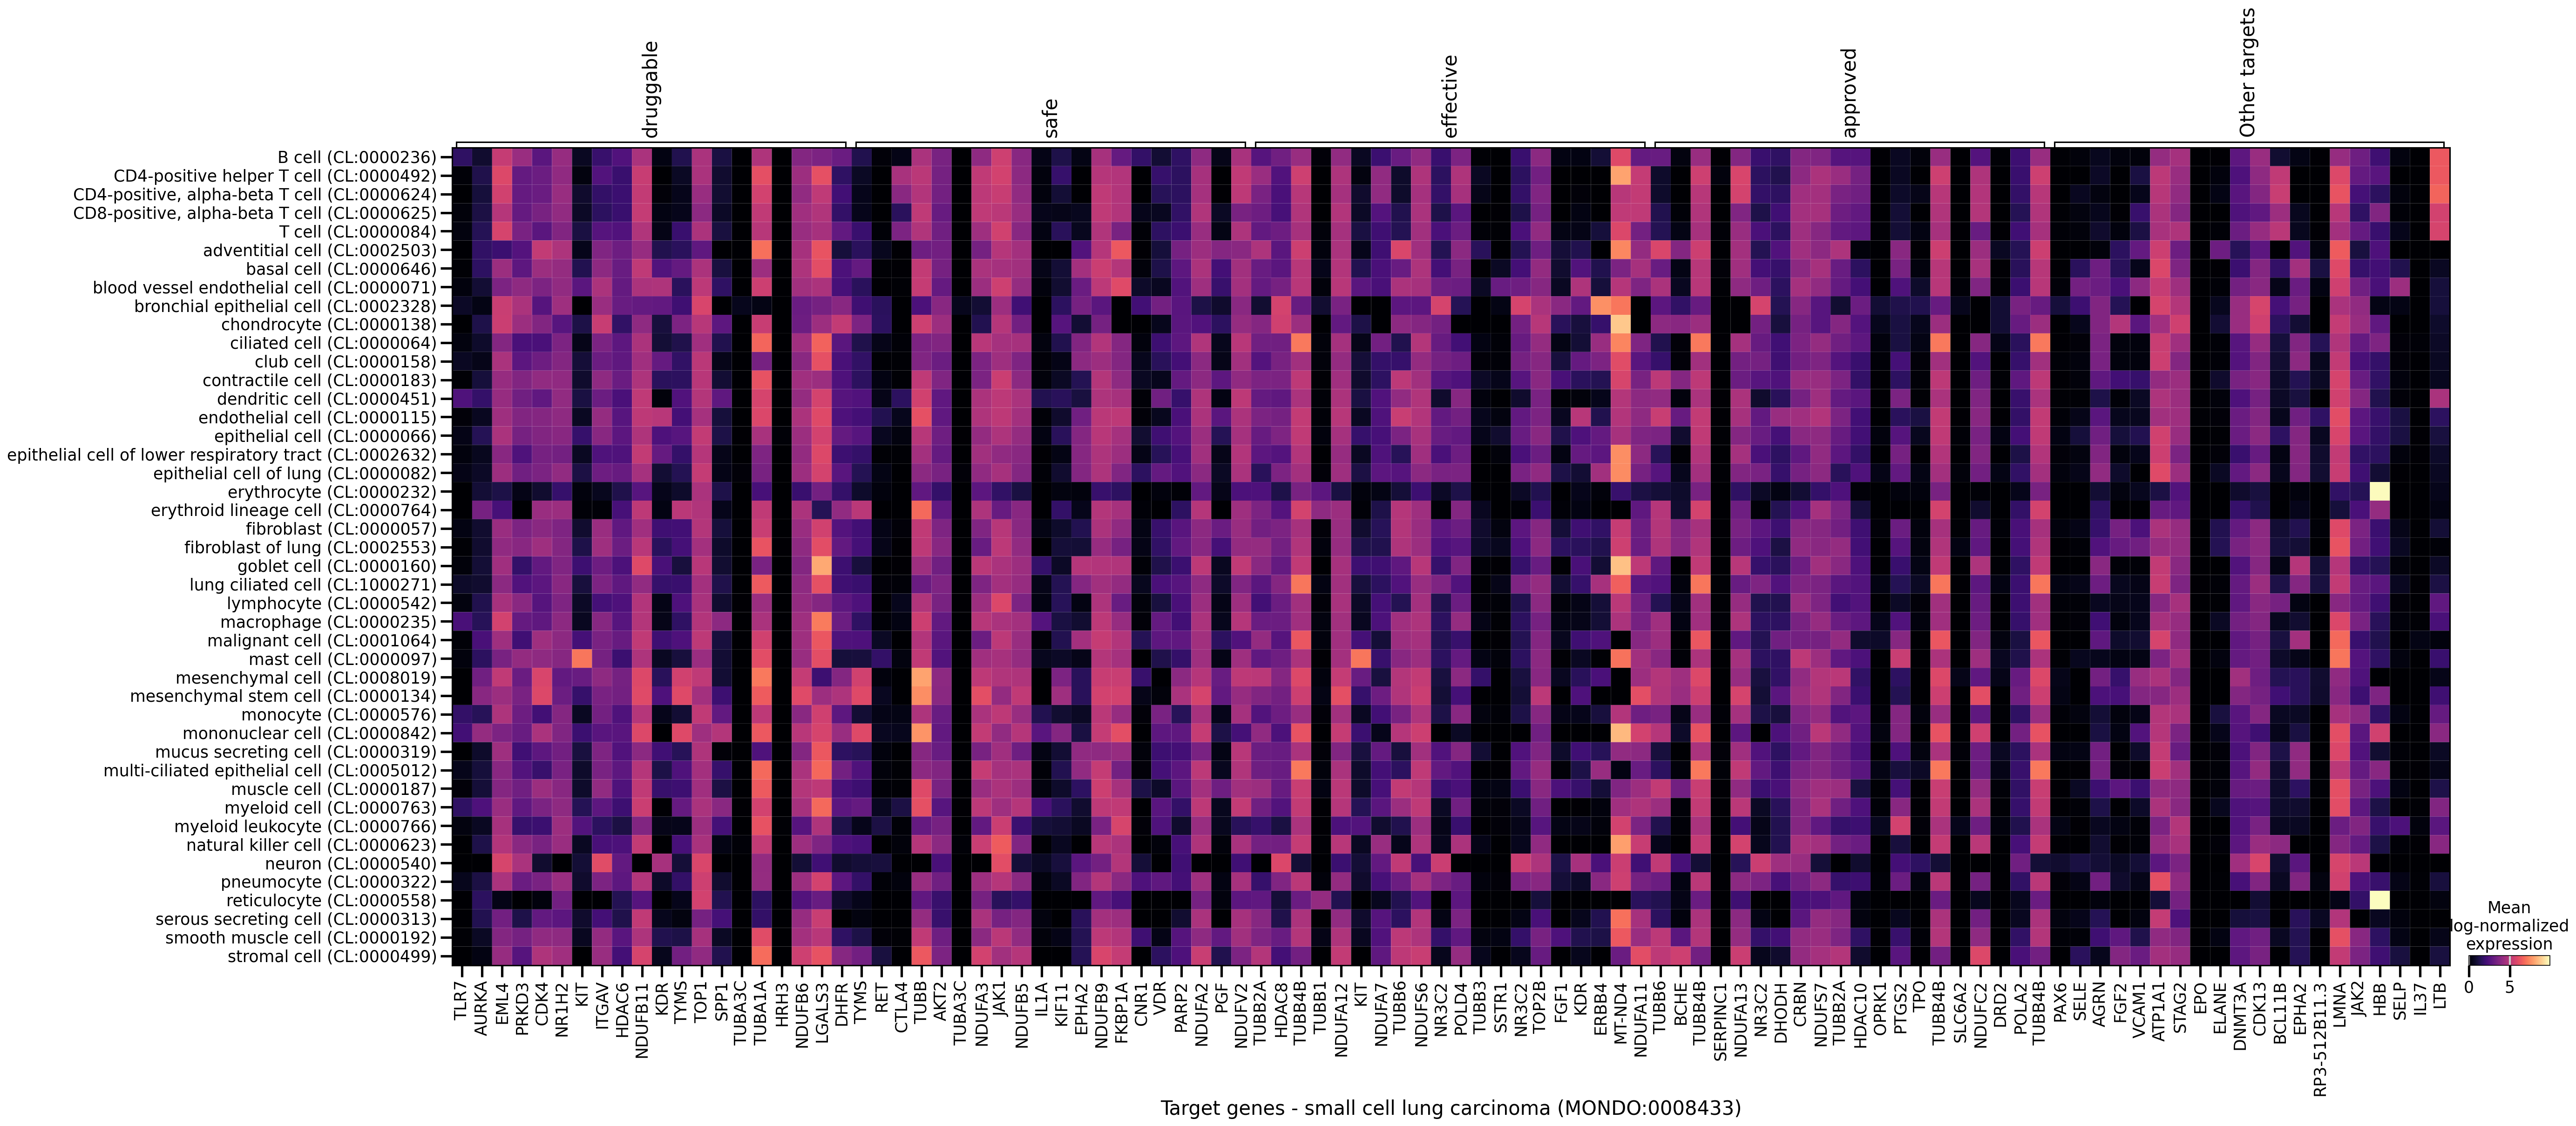 druggable
safe
effective
approved
Other targets
B cell (CL:0000236)
CD4-positive helper T cell (CL:0000492)
CD4-positive, alpha-beta T cell (CL:0000624)
CD8-positive, alpha-beta T cell (CL:0000625)
T cell (CL:0000084)
adventitial cell (CL:0002503)
basal cell (CL:0000646)
blood vessel endothelial cell (CL:0000071)
bronchial epithelial cell (CL:0002328)
chondrocyte (CL:0000138)
ciliated cell (CL:0000064)
club cell (CL:0000158)
contractile cell (CL:0000183)
dendritic cell (CL:0000451)
endothelial cell (CL:0000115)
epithelial cell (CL:0000066)
epithelial cell of lower respiratory tract (CL:0002632)
epithelial cell of lung (CL:0000082)
erythrocyte (CL:0000232)
erythroid lineage cell (CL:0000764)
fibroblast (CL:0000057)
fibroblast of lung (CL:0002553)
goblet cell (CL:0000160)
lung ciliated cell (CL:1000271)
lymphocyte (CL:0000542)
macrophage (CL:0000235)
malignant cell (CL:0001064)
mast cell (CL:0000097)
mesenchymal cell (CL:0008019)
mesenchymal stem cell (CL:0000134)
monocyte (CL:0000576)
mononuclear cell (CL:0000842)
mucus secreting cell (CL:0000319)
multi-ciliated epithelial cell (CL:0005012)
muscle cell (CL:0000187)
myeloid cell (CL:0000763)
myeloid leukocyte (CL:0000766)
natural killer cell (CL:0000623)
neuron (CL:0000540)
pneumocyte (CL:0000322)
reticulocyte (CL:0000558)
serous secreting cell (CL:0000313)
smooth muscle cell (CL:0000192)
stromal cell (CL:0000499)
TLR7
AURKA
EML4
PRKD3
CDK4
NR1H2
KIT
ITGAV
HDAC6
NDUFB11
KDR
TYMS
TOP1
SPP1
TUBA3C
TUBA1A
HRH3
NDUFB6
LGALS3
DHFR
TYMS
RET
CTLA4
TUBB
AKT2
TUBA3C
NDUFA3
JAK1
NDUFB5
IL1A
KIF11
EPHA2
NDUFB9
FKBP1A
CNR1
VDR
PARP2
NDUFA2
PGF
NDUFV2
TUBB2A
HDAC8
TUBB4B
TUBB1
NDUFA12
KIT
NDUFA7
TUBB6
NDUFS6
NR3C2
POLD4
TUBB3
SSTR1
NR3C2
TOP2B
FGF1
KDR
ERBB4
MT-ND4
NDUFA11
TUBB6
BCHE
TUBB4B
SERPINC1
NDUFA13
NR3C2
DHODH
CRBN
NDUFS7
TUBB2A
HDAC10
OPRK1
PTGS2
TPO
TUBB4B
SLC6A2
NDUFC2
DRD2
POLA2
TUBB4B
PAX6
SELE
AGRN
FGF2
VCAM1
ATP1A1
STAG2
EPO
ELANE
DNMT3A
CDK13
BCL11B
EPHA2
RP3-512B11.3
LMNA
JAK2
HBB
SELP
IL37
LTB
Target genes - small cell lung carcinoma (MONDO:0008433)
Mean
log-normalized
expression
0 5